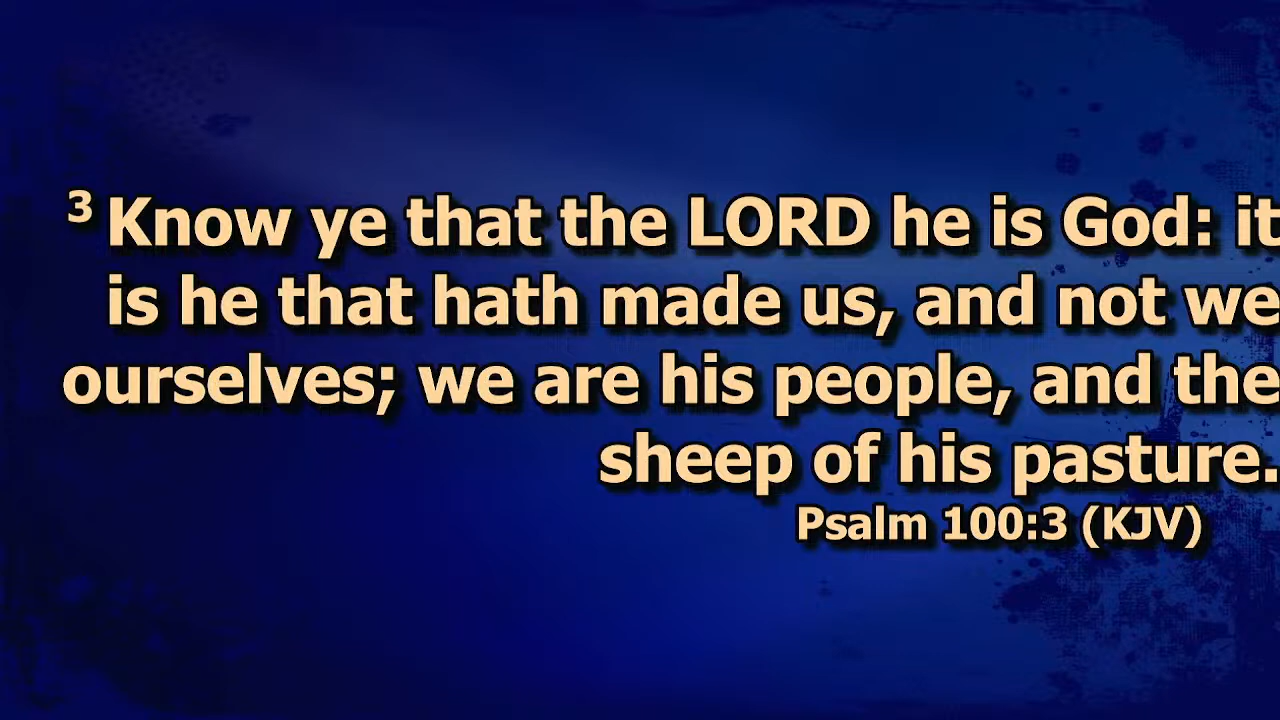 3 Know ye that the LORD he is God: it
is he that hath made us, and not we
ourselves; we are his people, and the
sheep of his pasture.
Psalm 100:3 (KJV)